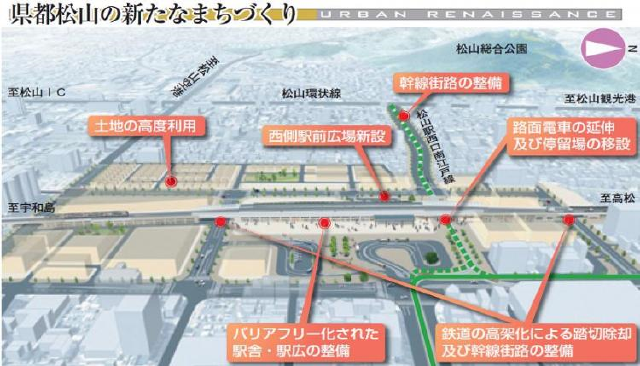 県都松山の新たなまちづくり
URBAN RENAISSANCE
松山総合公園
N
至松山空港
幹線街路の整備
至松山IC
松山環状線
至松山観光港
土地の高度利用
西側駅前広場新設
松山駅西口南江戸線
路面電車の延伸
及び停留場の移設
至宇和島
至高松
バリアフリー化された
駅舎・駅広の整備
鉄道の高架化による踏切除却
及び幹線街路の整備